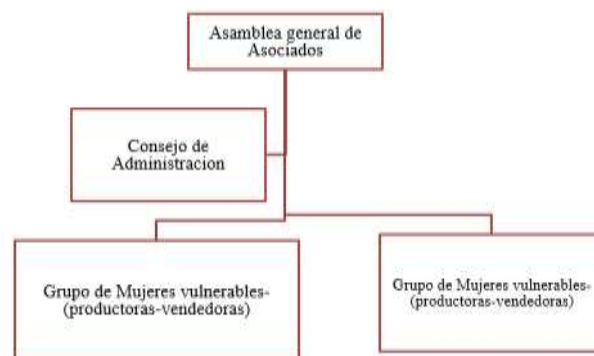 Asamblea general de
Asociados
Consejo de
Administracion
Grupo de Mujeres vulnerables-
(productoras-vendedoras)
Grupo de Mujeres vulnerables-
(productoras-vendedoras)